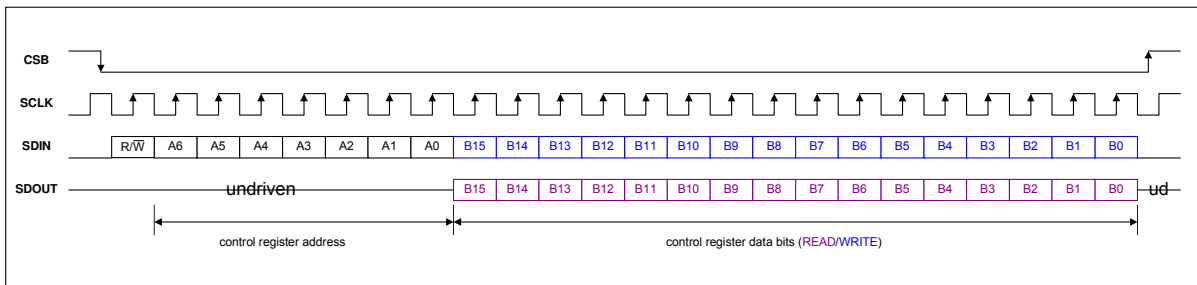 CSB
SCLK
SDIN R/W̅ A6 A5 A4 A3 A2 A1 A0 B15 B14 B13 B12 B11 B10 B9 B8 B7 B6 B5 B4 B3 B2 B1 B0
SDOUT undriven B15 B14 B13 B12 B11 B10 B9 B8 B7 B6 B5 B4 B3 B2 B1 B0 ud
control register address control register data bits (READ/WRITE)